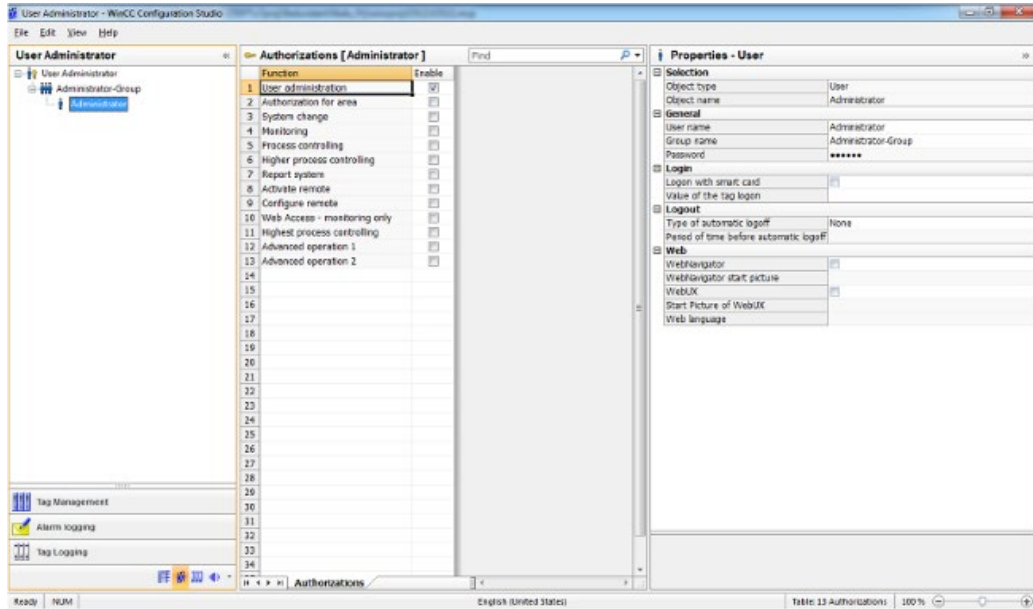 User Administrator - WinCC Configuration Studio
File Edit View Help
User Administrator
User Administrator
Administrator-Group
Administrator
Tag Management
Alarm logging
Tag Logging
Authorizations [ Administrator ]
Find
Function Enable
1 User administration
2 Authorization for area
3 System change
4 Monitoring
5 Process controlling
6 Higher process controlling
7 Report system
8 Activate remote
9 Configure remote
10 Web Access - monitoring only
11 Highest process controlling
12 Advanced operation 1
13 Advanced operation 2
14
15
16
17
18
19
20
21
22
23
24
25
26
27
28
29
30
31
32
33
34
Authorizations
Properties - User
Selection
Object type User
Object name Administrator
General
User name Administrator
Group name Administrator-Group
Password ••••••
Login
Logon with smart card
Value of the tag logon
Logout
Type of automatic logoff None
Period of time before automatic logoff
Web
WebNavigator
WebNavigator start picture
WebUX
Start Picture of WebUX
Web language
Ready NUM English (United States) Table: 13 Authorizations 100 %